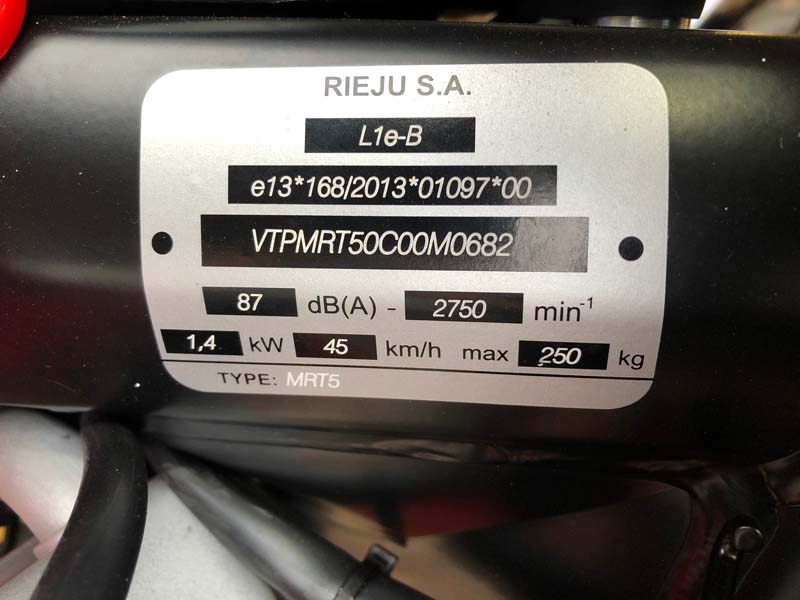 RIEJU S.A.
L1e-B
e13*168/2013*01097*00
VTPMRT50C00M0682
87 dB(A) - 2750 min-1
1,4 kW 45 km/h max 250 kg
TYPE: MRT5